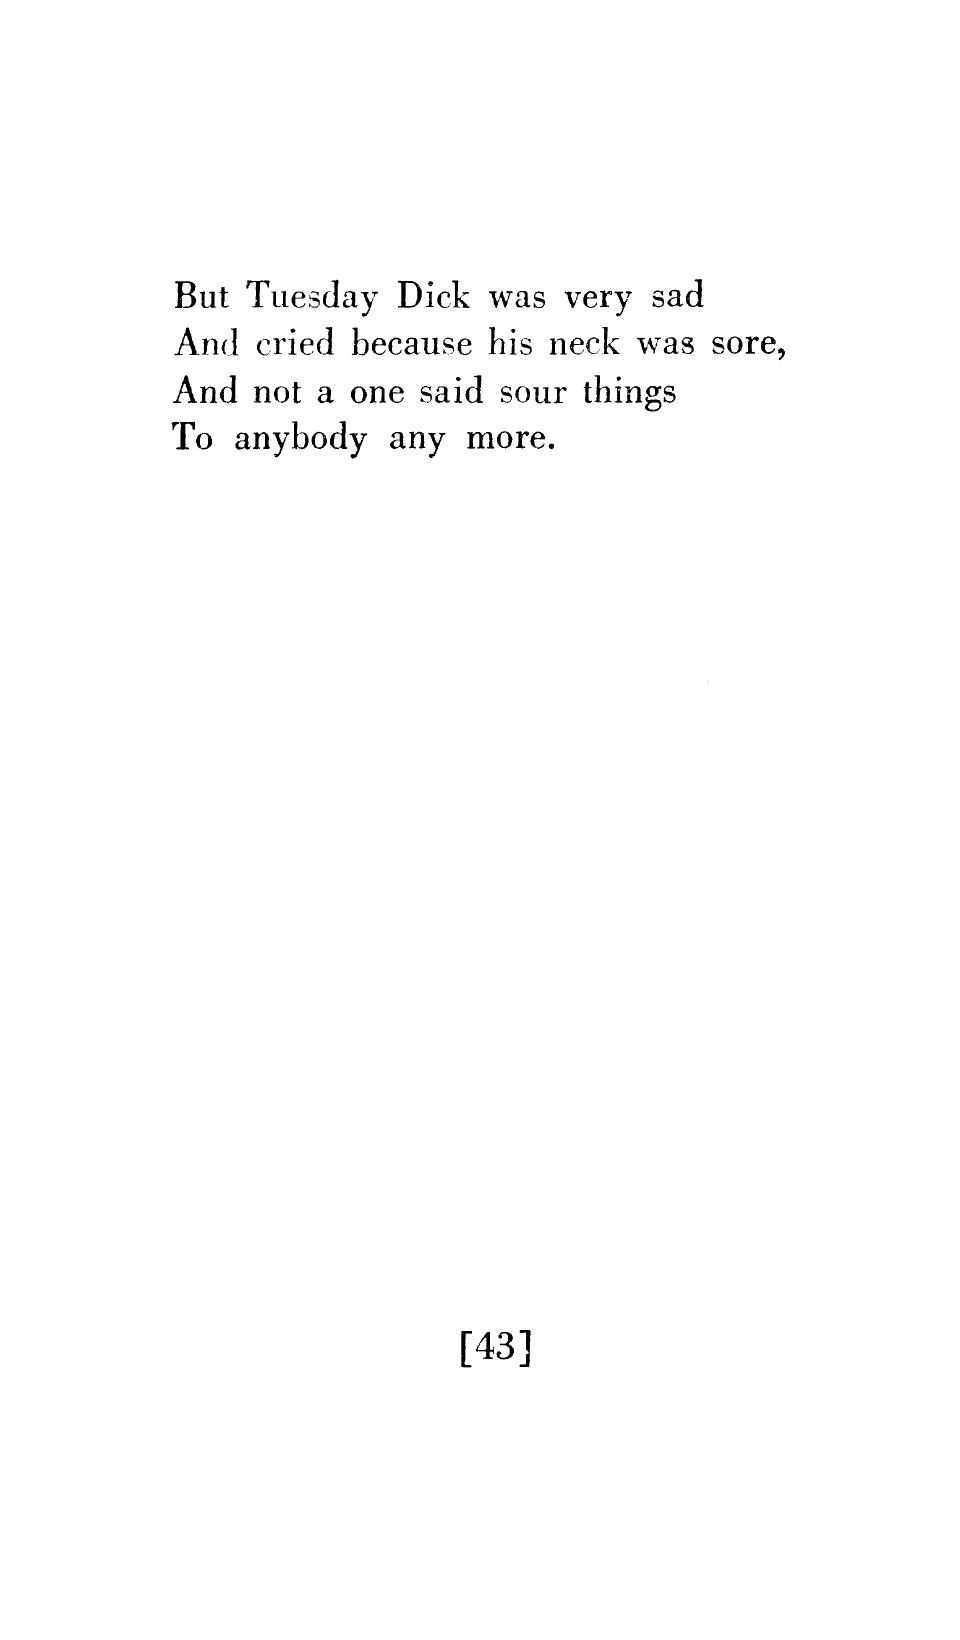 But Tuesday Dick was very sad
And cried because his neck was sore,
And not a one said sour things
To anybody any more.
[43]